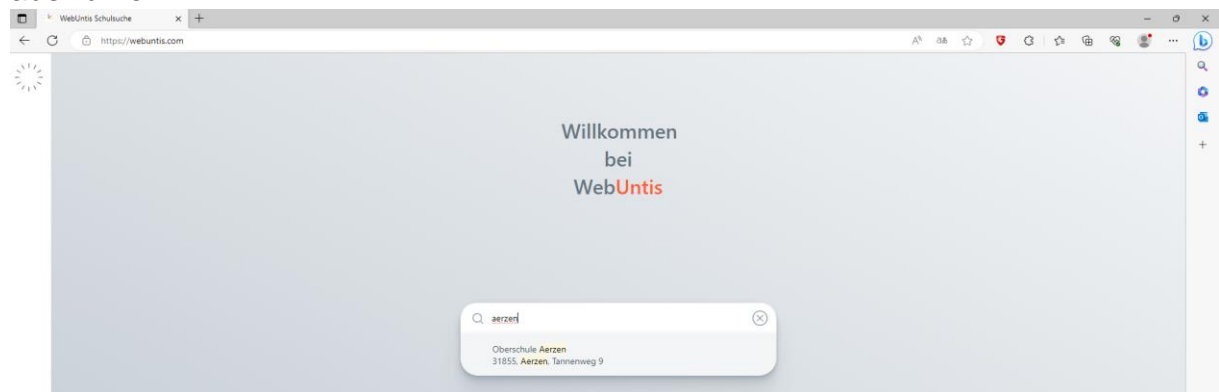 WebUntis Schulsuche
https://webuntis.com
Willkommen
bei
WebUntis
aerzen
Oberschule Aerzen
31855, Aerzen, Tannenweg 9